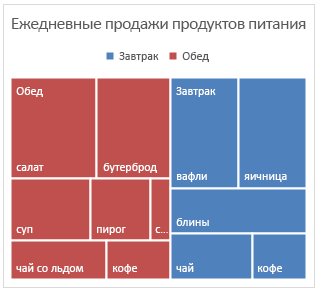 Ежедневные продажи продуктов питания
Завтрак Обед
Обед Завтрак
салат бутерброд вафли яичница
суп пирог с... блины
чай со льдом кофе чай кофе